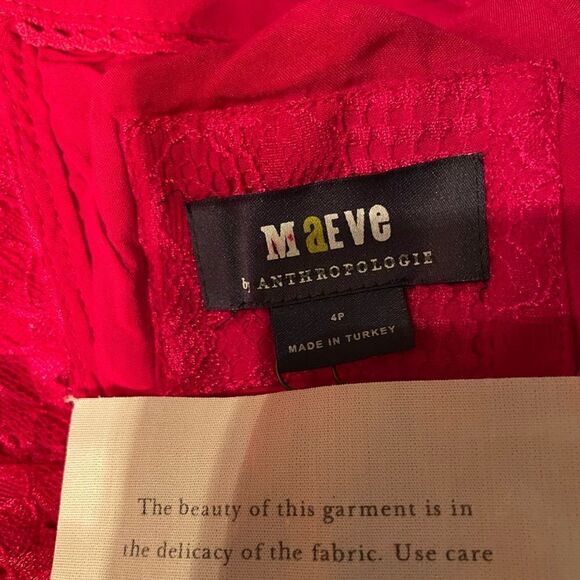 MaEve
by ANTHROPOLOGIE
4P
MADE IN TURKEY
The beauty of this garment is in
the delicacy of the fabric. Use care